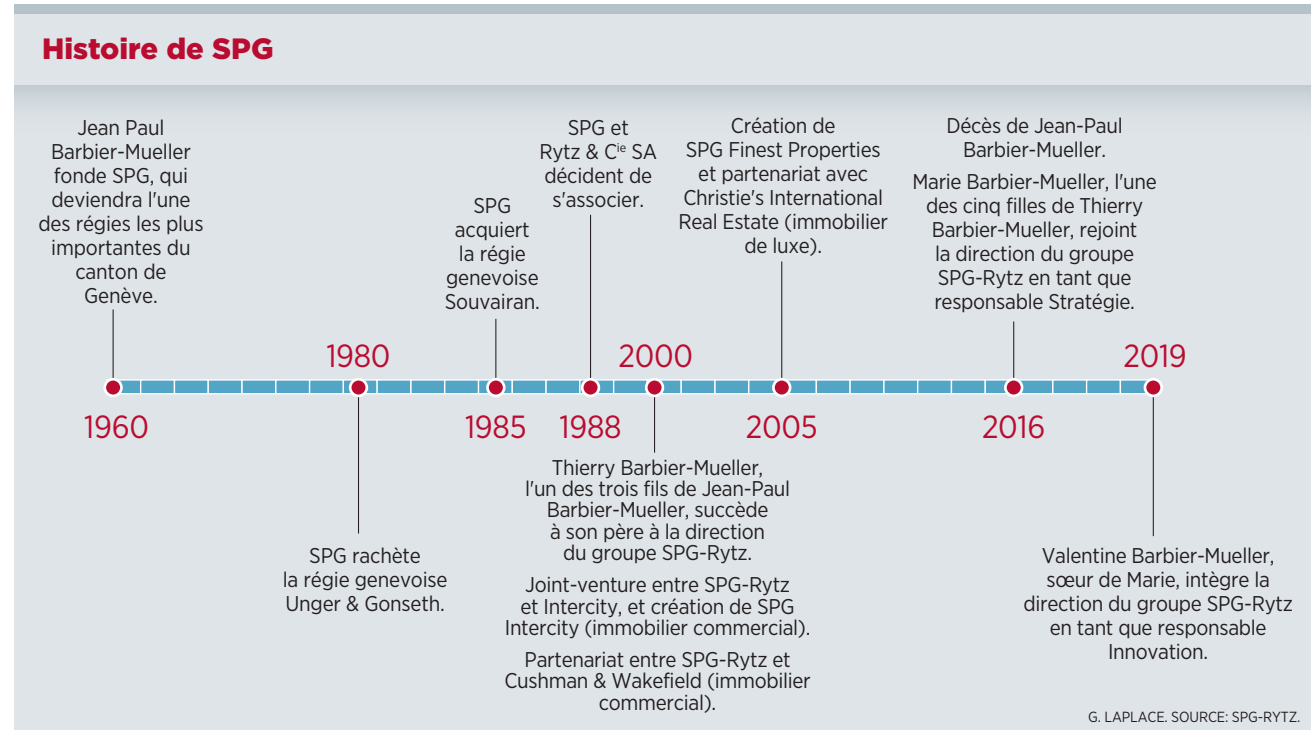 Histoire de SPG
Jean Paul
Barbier-Mueller
fonde SPG, qui
deviendra l'une
des régies les plus
importantes du
canton de
Genève.
1960
1980
SPG rachète
la régie genevoise
Unger & Gonseth.
SPG
acquiert
la régie
genevoise
Souvairan.
1985
SPG et
Rytz & Cie SA
décident de
s'associer.
1988
2000
Thierry Barbier-Mueller,
l'un des trois fils de Jean-Paul
Barbier-Mueller, succède
à son père à la direction
du groupe SPG-Rytz.
Joint-venture entre SPG-Rytz
et Intercity, et création de SPG
Intercity (immobilier commercial).
Partenariat entre SPG-Rytz et
Cushman & Wakefield (immobilier
commercial).
Création de
SPG Finest Properties
et partenariat avec
Christie's International
Real Estate (immobilier
de luxe).
2005
Décès de Jean-Paul
Barbier-Mueller.
Marie Barbier-Mueller, l'une
des cinq filles de Thierry
Barbier-Mueller, rejoint
la direction du groupe
SPG-Rytz en tant que
responsable Stratégie.
2016
2019
Valentine Barbier-Mueller,
sœur de Marie, intègre la
direction du groupe SPG-Rytz
en tant que responsable
Innovation.
G. LAPLACE. SOURCE: SPG-RYTZ.